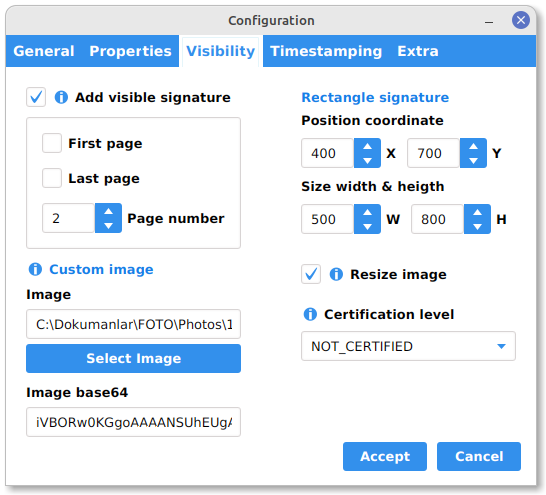 Configuration
General Properties Visibility Timestamping Extra
Add visible signature
First page
Last page
2 Page number
Custom image
Image
C:\Dokumanlar\FOTO\Photos\1
Select Image
Image base64
iVBORw0KGgoAAAANSUhEUgA
Rectangle signature
Position coordinate
400 X 700 Y
Size width & heigth
500 W 800 H
Resize image
Certification level
NOT_CERTIFIED
Accept Cancel